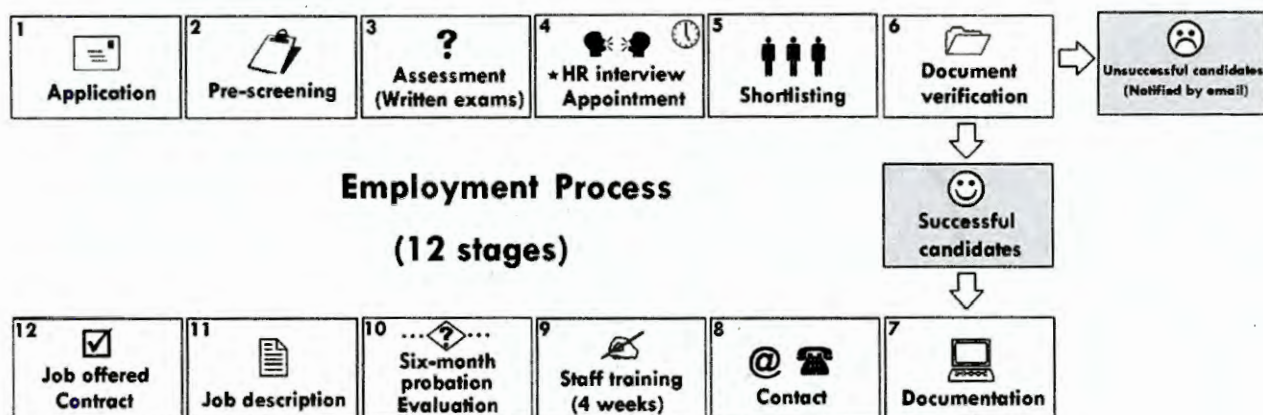 1
Application
2
Pre-screening
3
?
Assessment
(Written exams)
4
★HR interview
Appointment
5
Shortlisting
6
Document
verification
Unsuccessful candidates
(Notified by email)
Employment Process
(12 stages)
Successful
candidates
12
Job offered
Contract
11
Job description
10
....?....
Six-month
probation
Evaluation
9
Staff training
(4 weeks)
8
@
Contact
7
Documentation